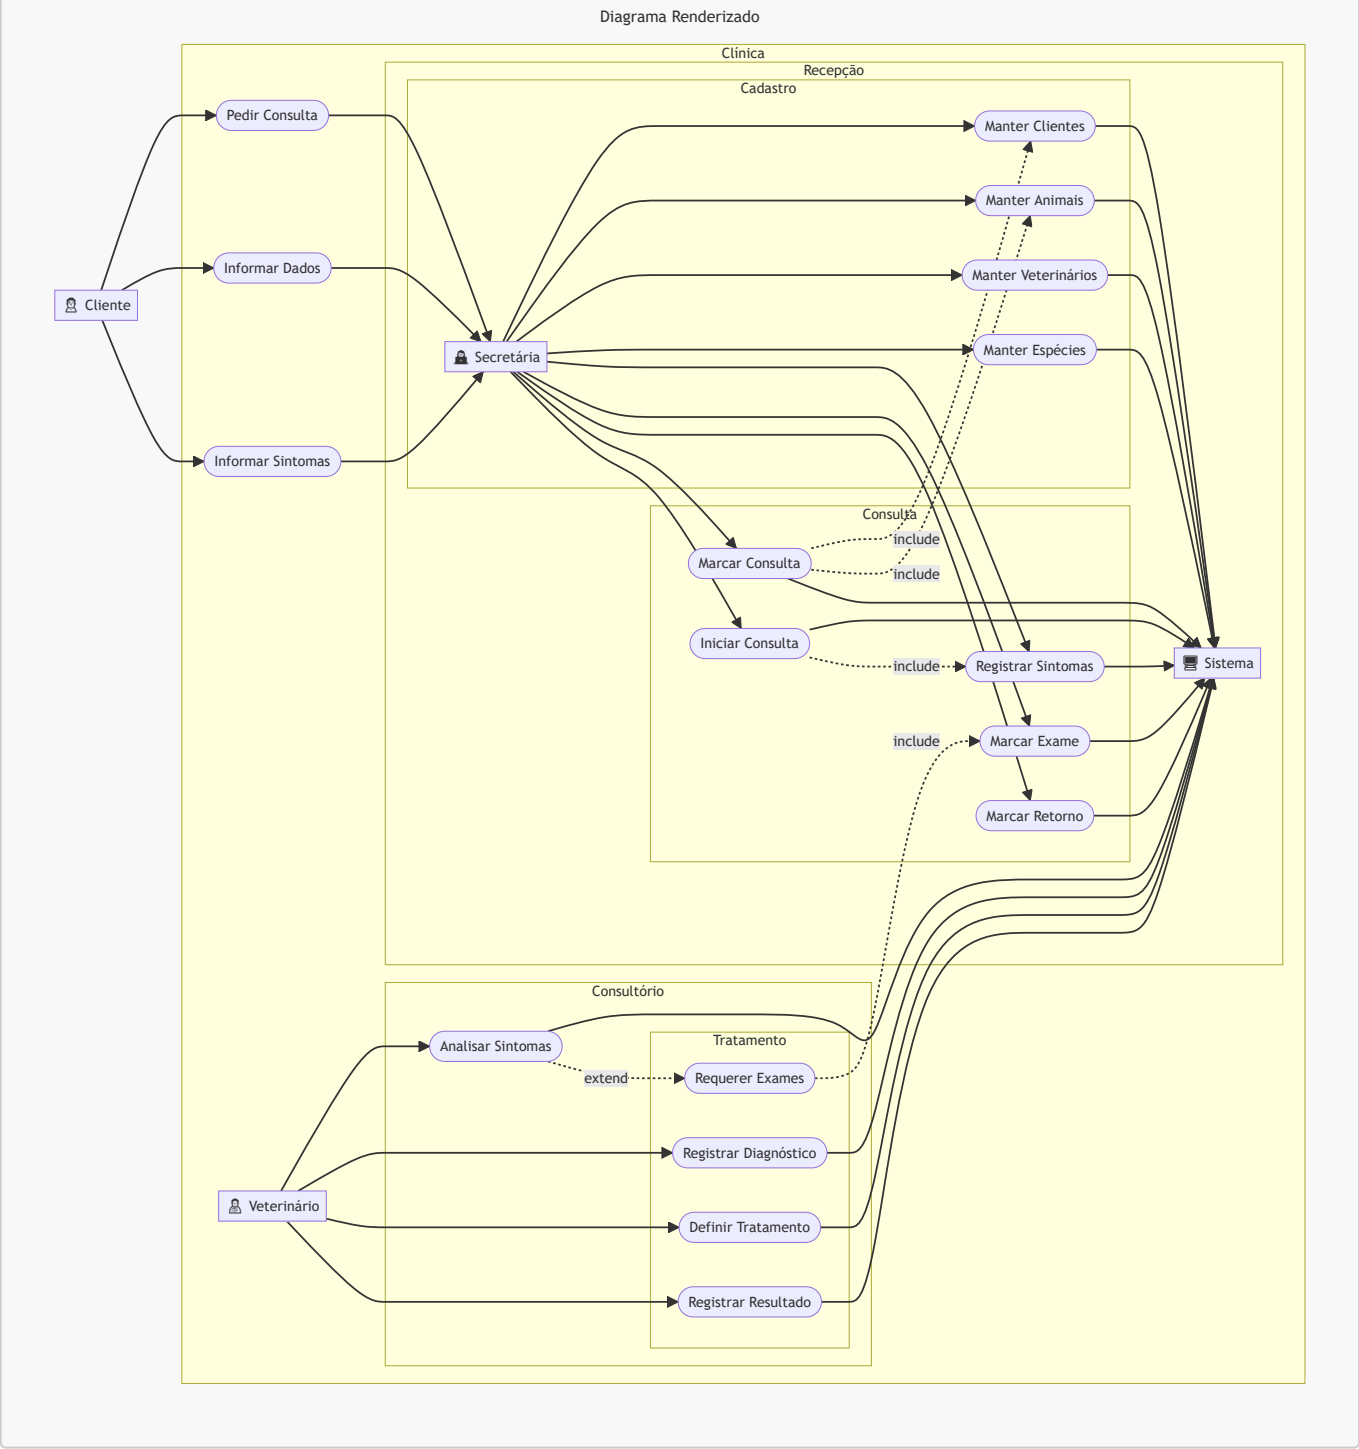 Diagrama Renderizado
Clínica
Recepção
Cadastro
Pedir Consulta
Manter Clientes
Manter Animais
Informar Dados
Manter Veterinários
Cliente
Manter Espécies
Secretária
Informar Sintomas
Consulta
include
Marcar Consulta
include
Iniciar Consulta
include
Registrar Sintomas
Sistema
include
Marcar Exame
Marcar Retorno
Consultório
Tratamento
Analisar Sintomas
extend
Requerer Exames
Registrar Diagnóstico
Veterinário
Definir Tratamento
Registrar Resultado